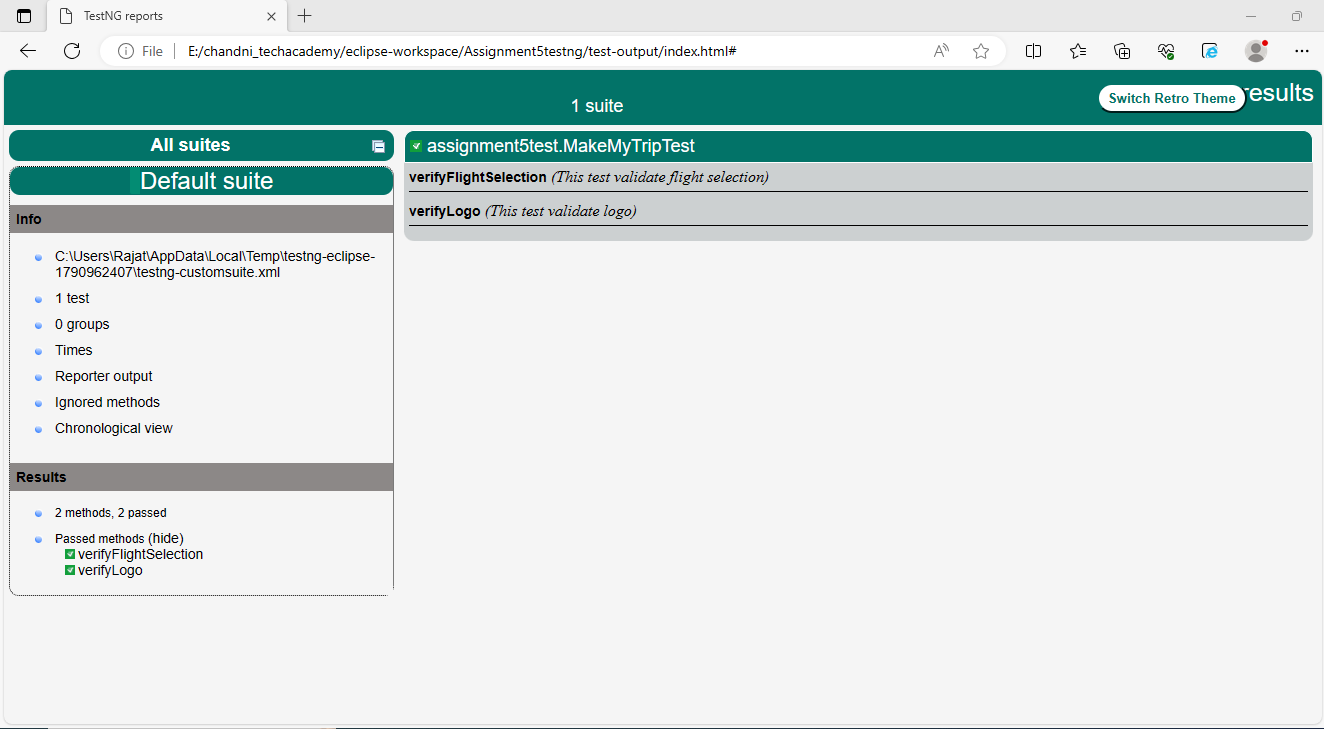 TestNG reports
File
E:/chandni_techacademy/eclipse-workspace/Assignment5testng/test-output/index.html#
1 suite
Switch Retro Theme
results
All suites
Default suite
Info
C:\Users\Rajat\AppData\Local\Temp\testng-eclipse-
1790962407\testng-customsuite.xml
1 test
0 groups
Times
Reporter output
Ignored methods
Chronological view
Results
2 methods, 2 passed
Passed methods (hide)
verifyFlightSelection
verifyLogo
assignment5test.MakeMyTripTest
verifyFlightSelection (This test validate flight selection)
verifyLogo (This test validate logo)